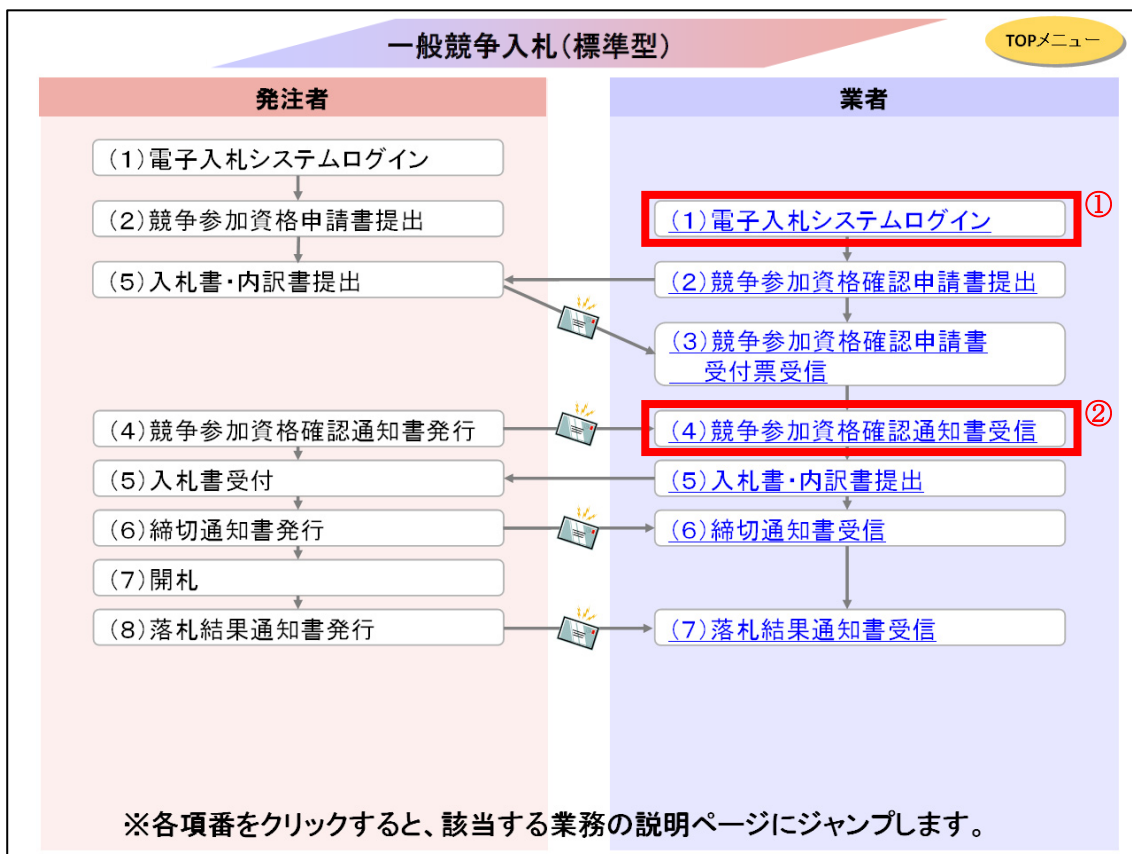 一般競争入札(標準型)
TOPメニュー
発注者
(1)電子入札システムログイン
(2)競争参加資格申請書提出
(5)入札書・内訳書提出
(4)競争参加資格確認通知書発行
(5)入札書受付
(6)締切通知書発行
(7)開札
(8)落札結果通知書発行
業者
(1)電子入札システムログイン
①
(2)競争参加資格確認申請書提出
(3)競争参加資格確認申請書
受付票受信
(4)競争参加資格確認通知書受信
②
(5)入札書・内訳書提出
(6)締切通知書受信
(7)落札結果通知書受信
※各項番をクリックすると、該当する業務の説明ページにジャンプします。